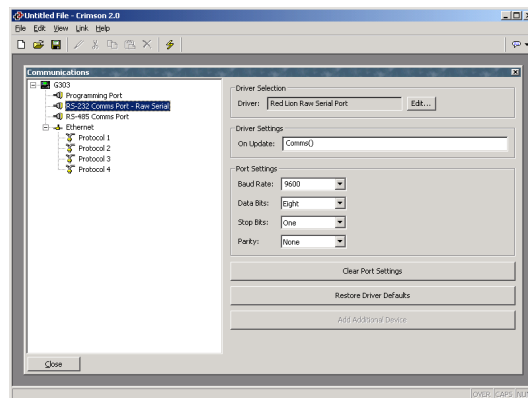 Untitled File - Crimson 2.0
File Edit View Link Help
Communications
G303
Programming Port
RS-232 Comms Port - Raw Serial
RS-485 Comms Port
Ethernet
Protocol 1
Protocol 2
Protocol 3
Protocol 4
Driver Selection
Driver: Red Lion Raw Serial Port Edit...
Driver Settings
On Update: Comms()
Port Settings
Baud Rate: 9600
Data Bits: Eight
Stop Bits: One
Parity: None
Clear Port Settings
Restore Driver Defaults
Add Additional Device
Close
OVER CAPS NUM